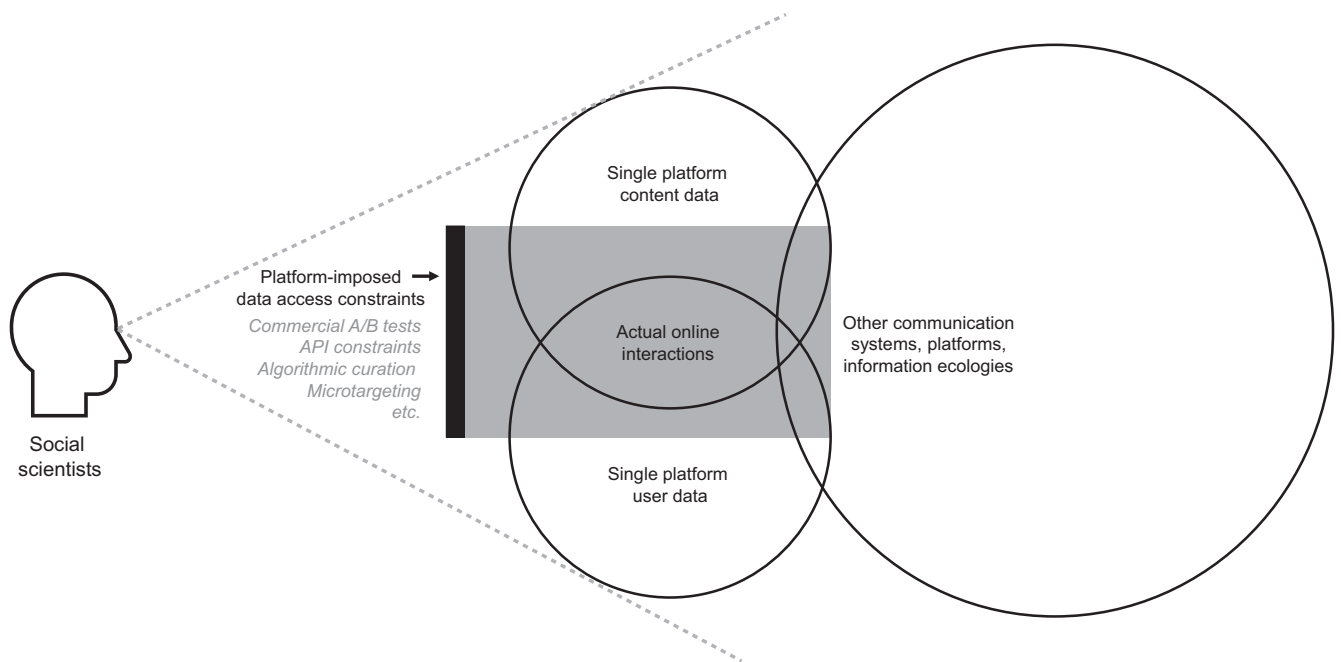 Single platform
content data
Platform-imposed
data access constraints
Commercial A/B tests
API constraints
Algorithmic curation
Microtargeting
etc.
Actual online
interactions
Other communication
systems, platforms,
information ecologies
Social
scientists
Single platform
user data